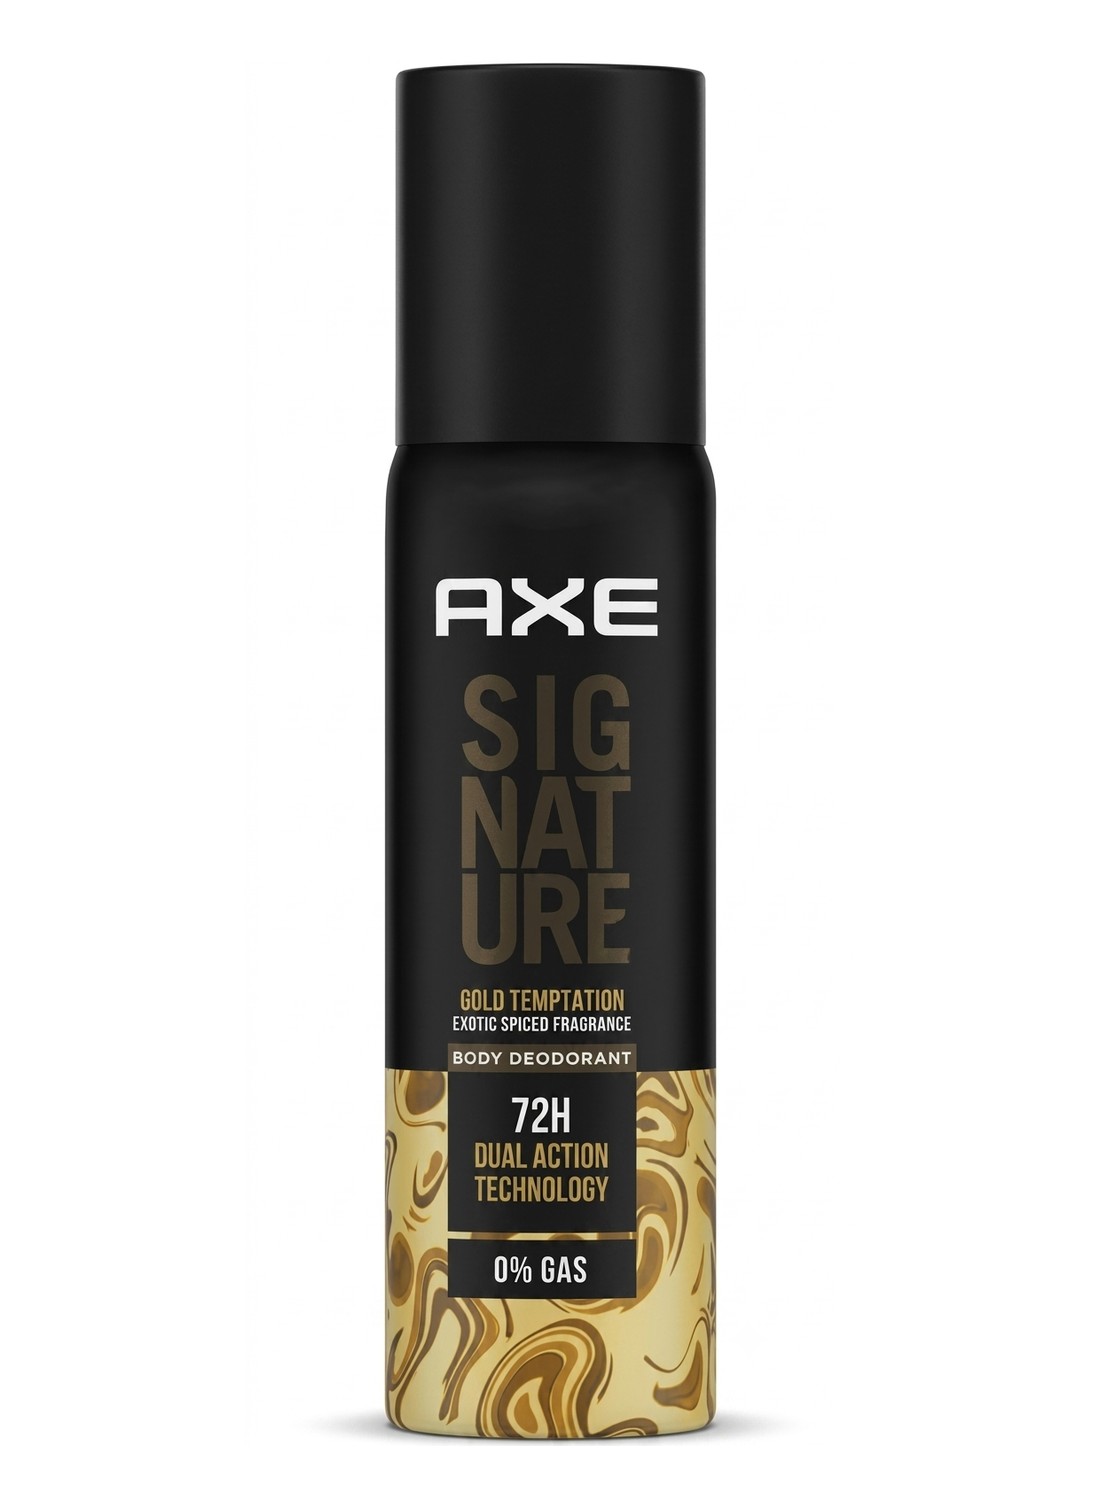 AXE
SIG
NAT
URE
GOLD TEMPTATION
EXOTIC SPICED FRAGRANCE
BODY DEODORANT
72H
DUAL ACTION
TECHNOLOGY
0% GAS